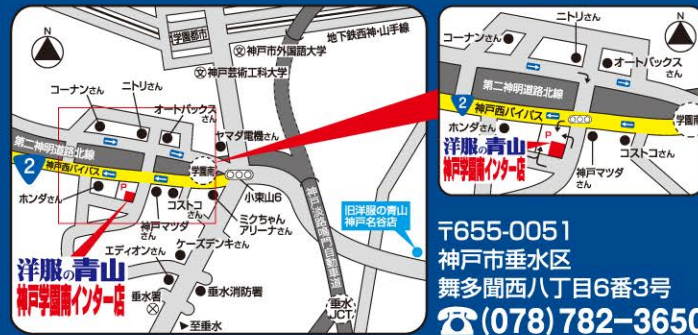 N
学園都市
地下鉄西神・山手線
神戸市外国語大学
神戸芸術工科大学
コーナンさん
ニトリさん
オートバックスさん
ヤマダ電機さん
第二神明道路北線
2
神戸西バイパス
学園南
小束山6
ホンダさん
P
神戸マツダさん
コストコさん
ミクちゃんアリーナさん
ケーズデンキさん
エディオンさん
洋服の青山
神戸学園南インター店
垂水署
垂水消防署
至垂水
神戸淡路鳴門自動車道
垂水JCT.
旧洋服の青山
神戸名谷店
N
ニトリさん
コーナンさん
オートバックスさん
第二神明道路北線
2
神戸西バイパス
学園南
ホンダさん
P
洋服の青山
神戸学園南インター店
コストコさん
神戸マツダさん
〒655-0051
神戸市垂水区
舞多聞西八丁目6番3号
☎(078)782-3650